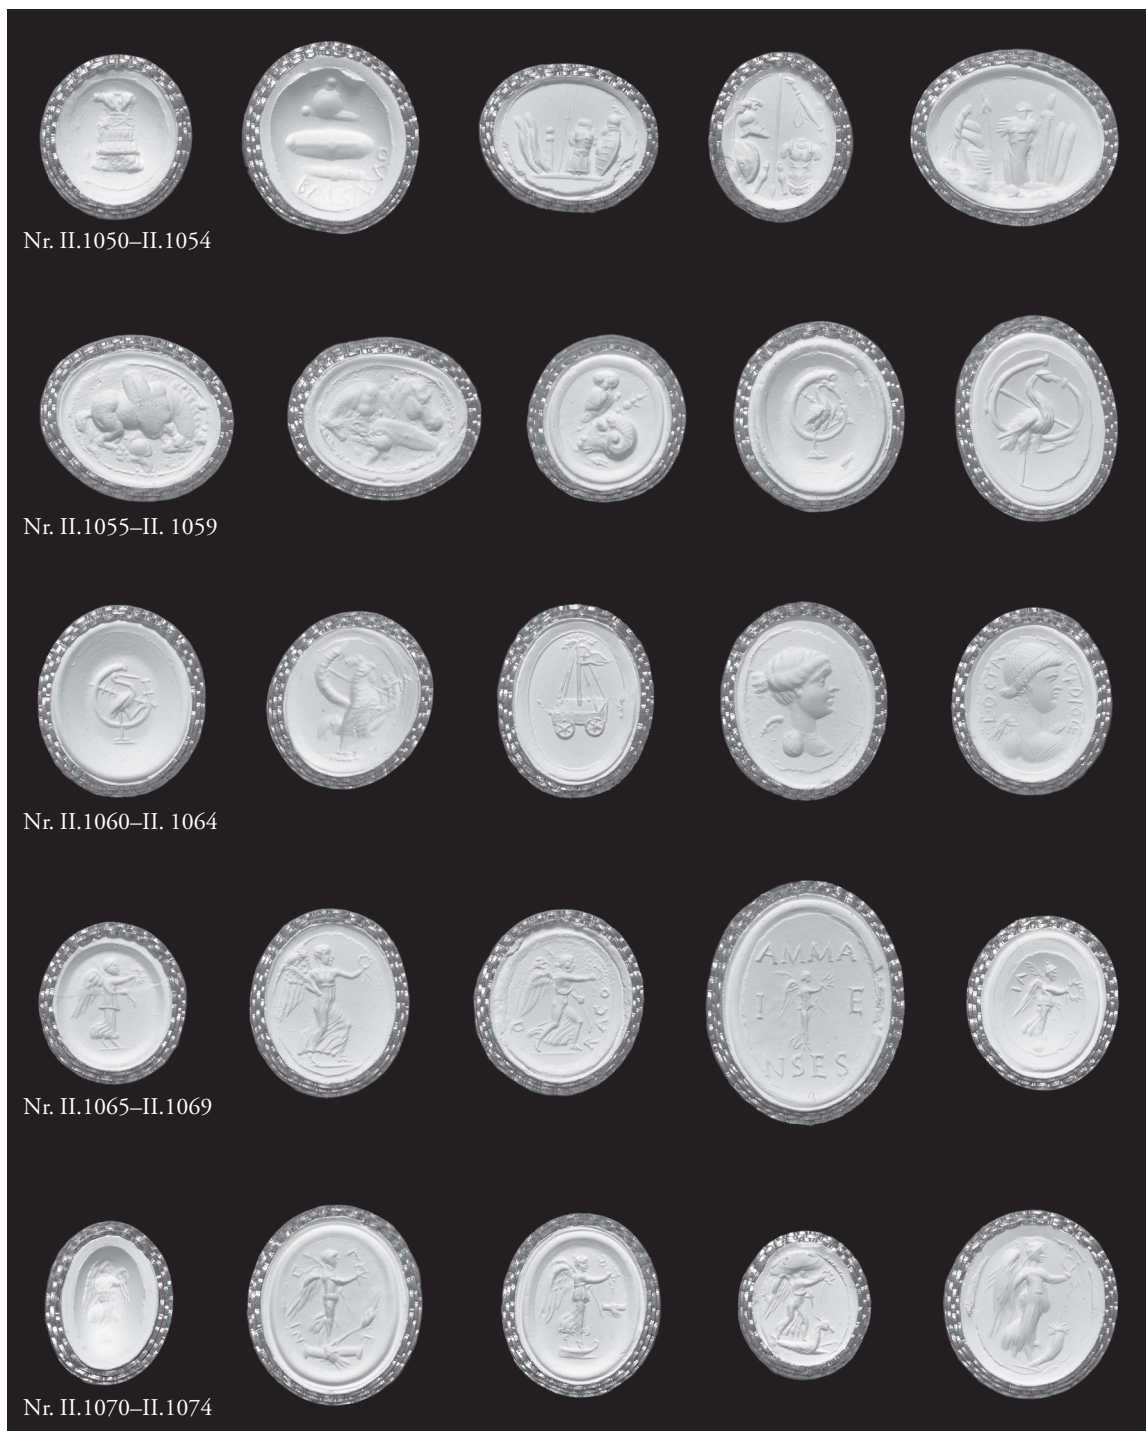 Nr. II.1050–II.1054
Nr. II.1055–II. 1059
Nr. II.1060–II. 1064
AMMA
I E
NSES
Nr. II.1065–II.1069
Nr. II.1070–II.1074